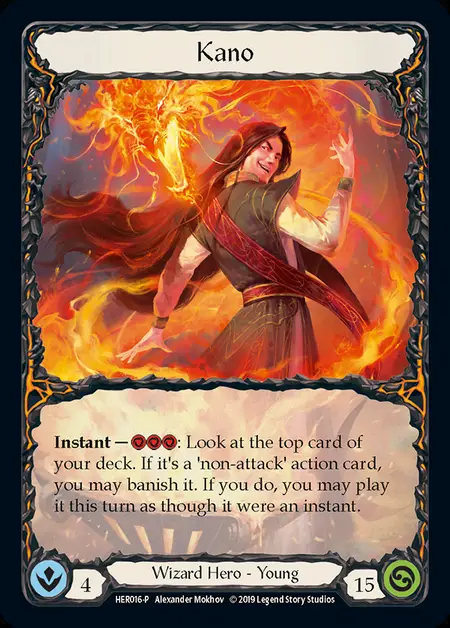 Kano
Instant — : Look at the top card of
your deck. If it's a 'non-attack' action card,
you may banish it. If you do, you may play
it this turn as though it were an instant.
4
Wizard Hero - Young
15
HER016-P Alexander Mokhov © 2019 Legend Story Studios